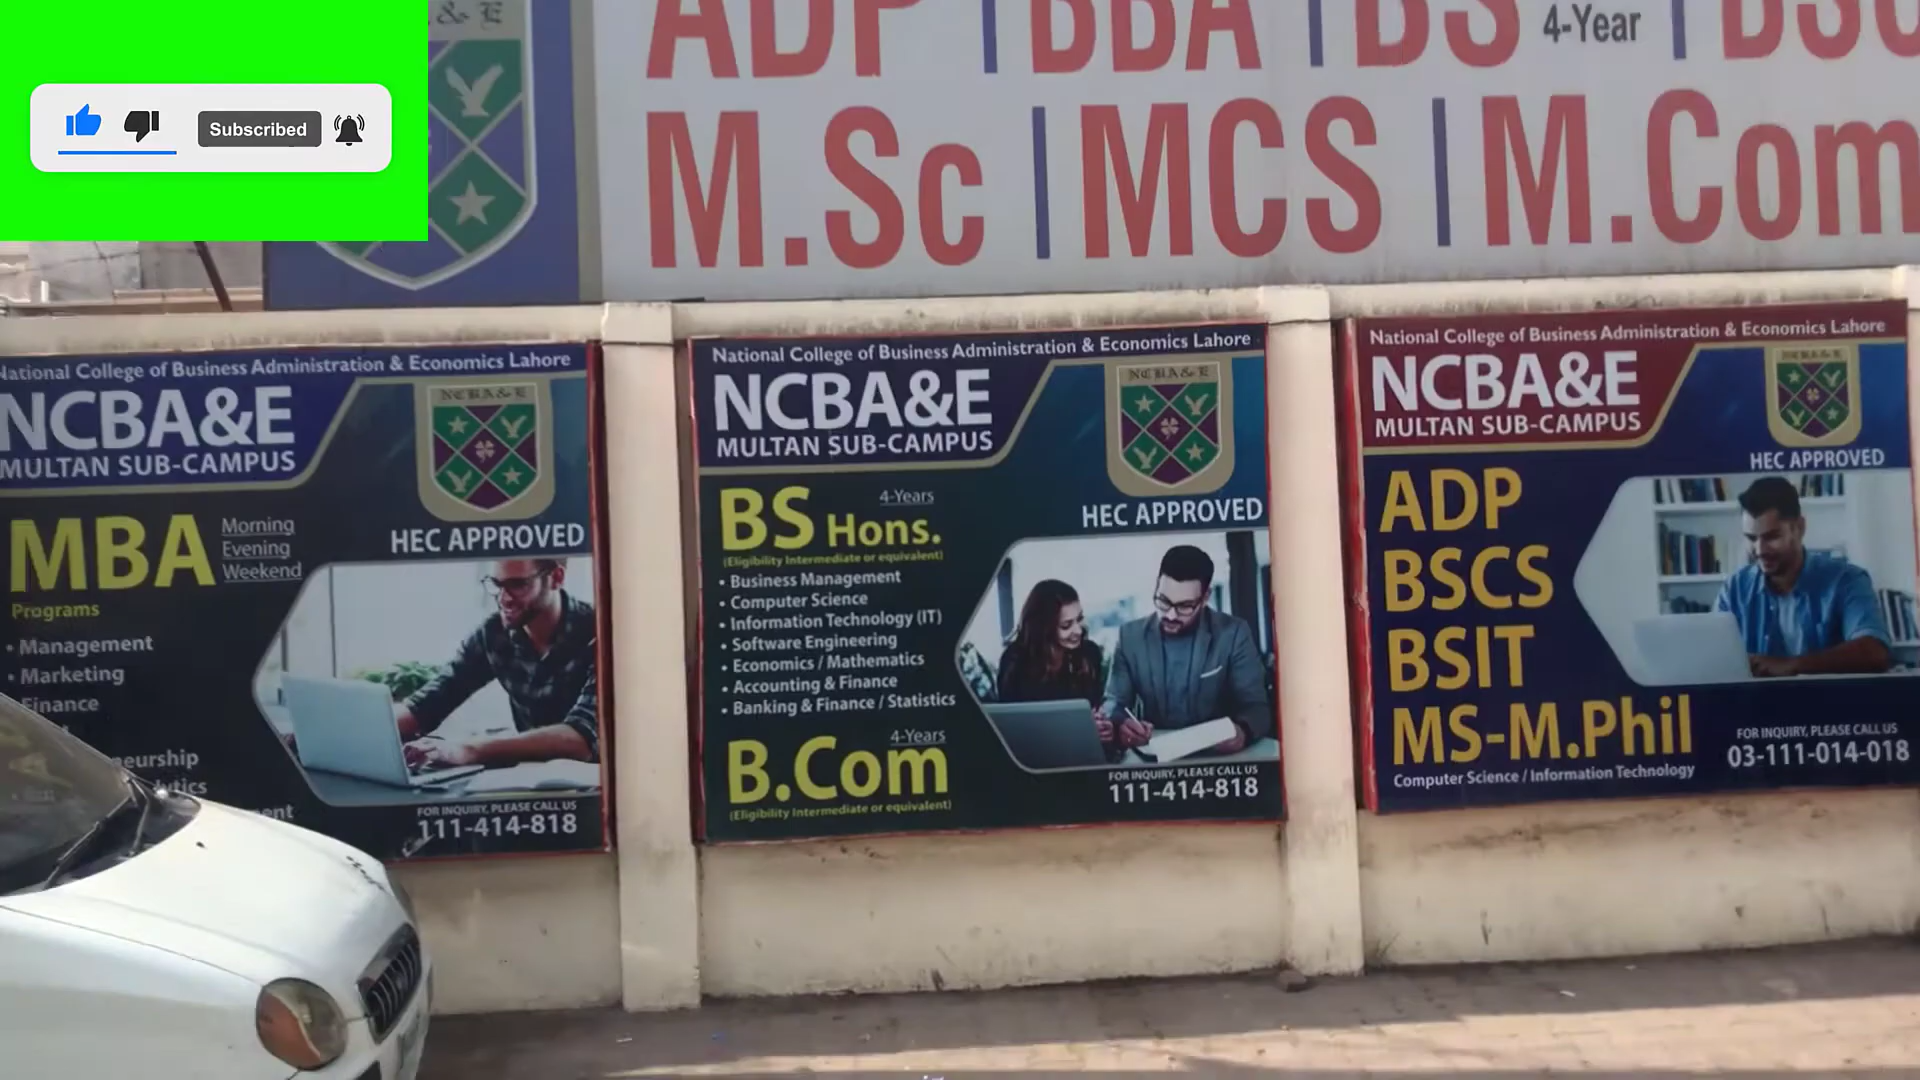 Subscribed
& E
ADP | BBA | BS 4-Year
M.Sc | MCS | M.Com
National College of Business Administration & Economics Lahore
NCBA&E
MULTAN SUB-CAMPUS
NCBA&E
HEC APPROVED
MBA
Morning
Evening
Weekend
Programs
• Management
• Marketing
Finance
FOR INQUIRY, PLEASE CALL US
111-414-818
National College of Business Administration & Economics Lahore
NCBA&E
MULTAN SUB-CAMPUS
NCBA&E
HEC APPROVED
4-Years
BS Hons.
(Eligibility Intermediate or equivalent)
• Business Management
• Computer Science
• Information Technology (IT)
• Software Engineering
• Economics / Mathematics
• Accounting & Finance
• Banking & Finance / Statistics
4-Years
B.Com
(Eligibility Intermediate or equivalent)
FOR INQUIRY, PLEASE CALL US
111-414-818
National College of Business Administration & Economics Lahore
NCBA&E
MULTAN SUB-CAMPUS
NCBA&E
HEC APPROVED
ADP
BSCS
BSIT
MS-M.Phil
Computer Science / Information Technology
FOR INQUIRY, PLEASE CALL US
03-111-014-018